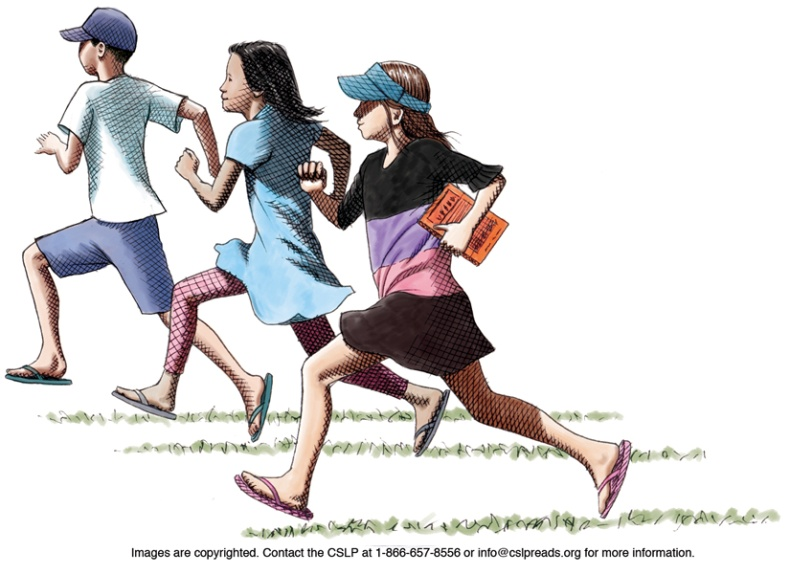 Images are copyrighted. Contact the CSLP at 1-866-657-8556 or info@cslpreads.org for more information.